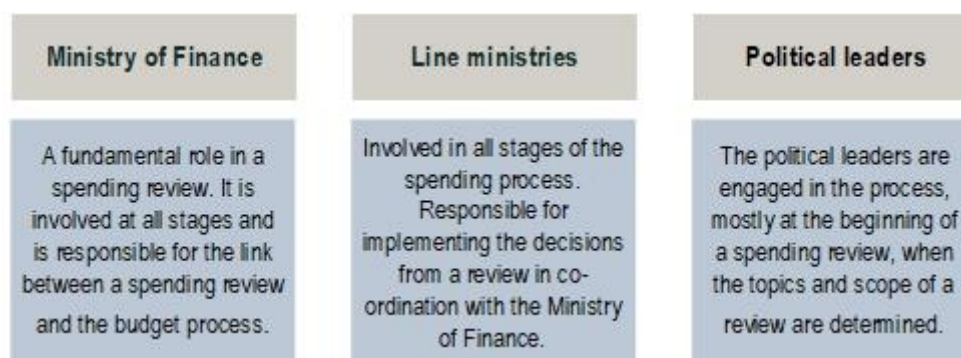 Ministry of Finance
A fundamental role in a
spending review. It is
involved at all stages and
is responsible for the link
between a spending review
and the budget process.
Line ministries
Involved in all stages of the
spending process.
Responsible for
implementing the decisions
from a review in co-
ordination with the Ministry
of Finance.
Political leaders
The political leaders are
engaged in the process,
mostly at the beginning of
a spending review, when
the topics and scope of a
review are determined.